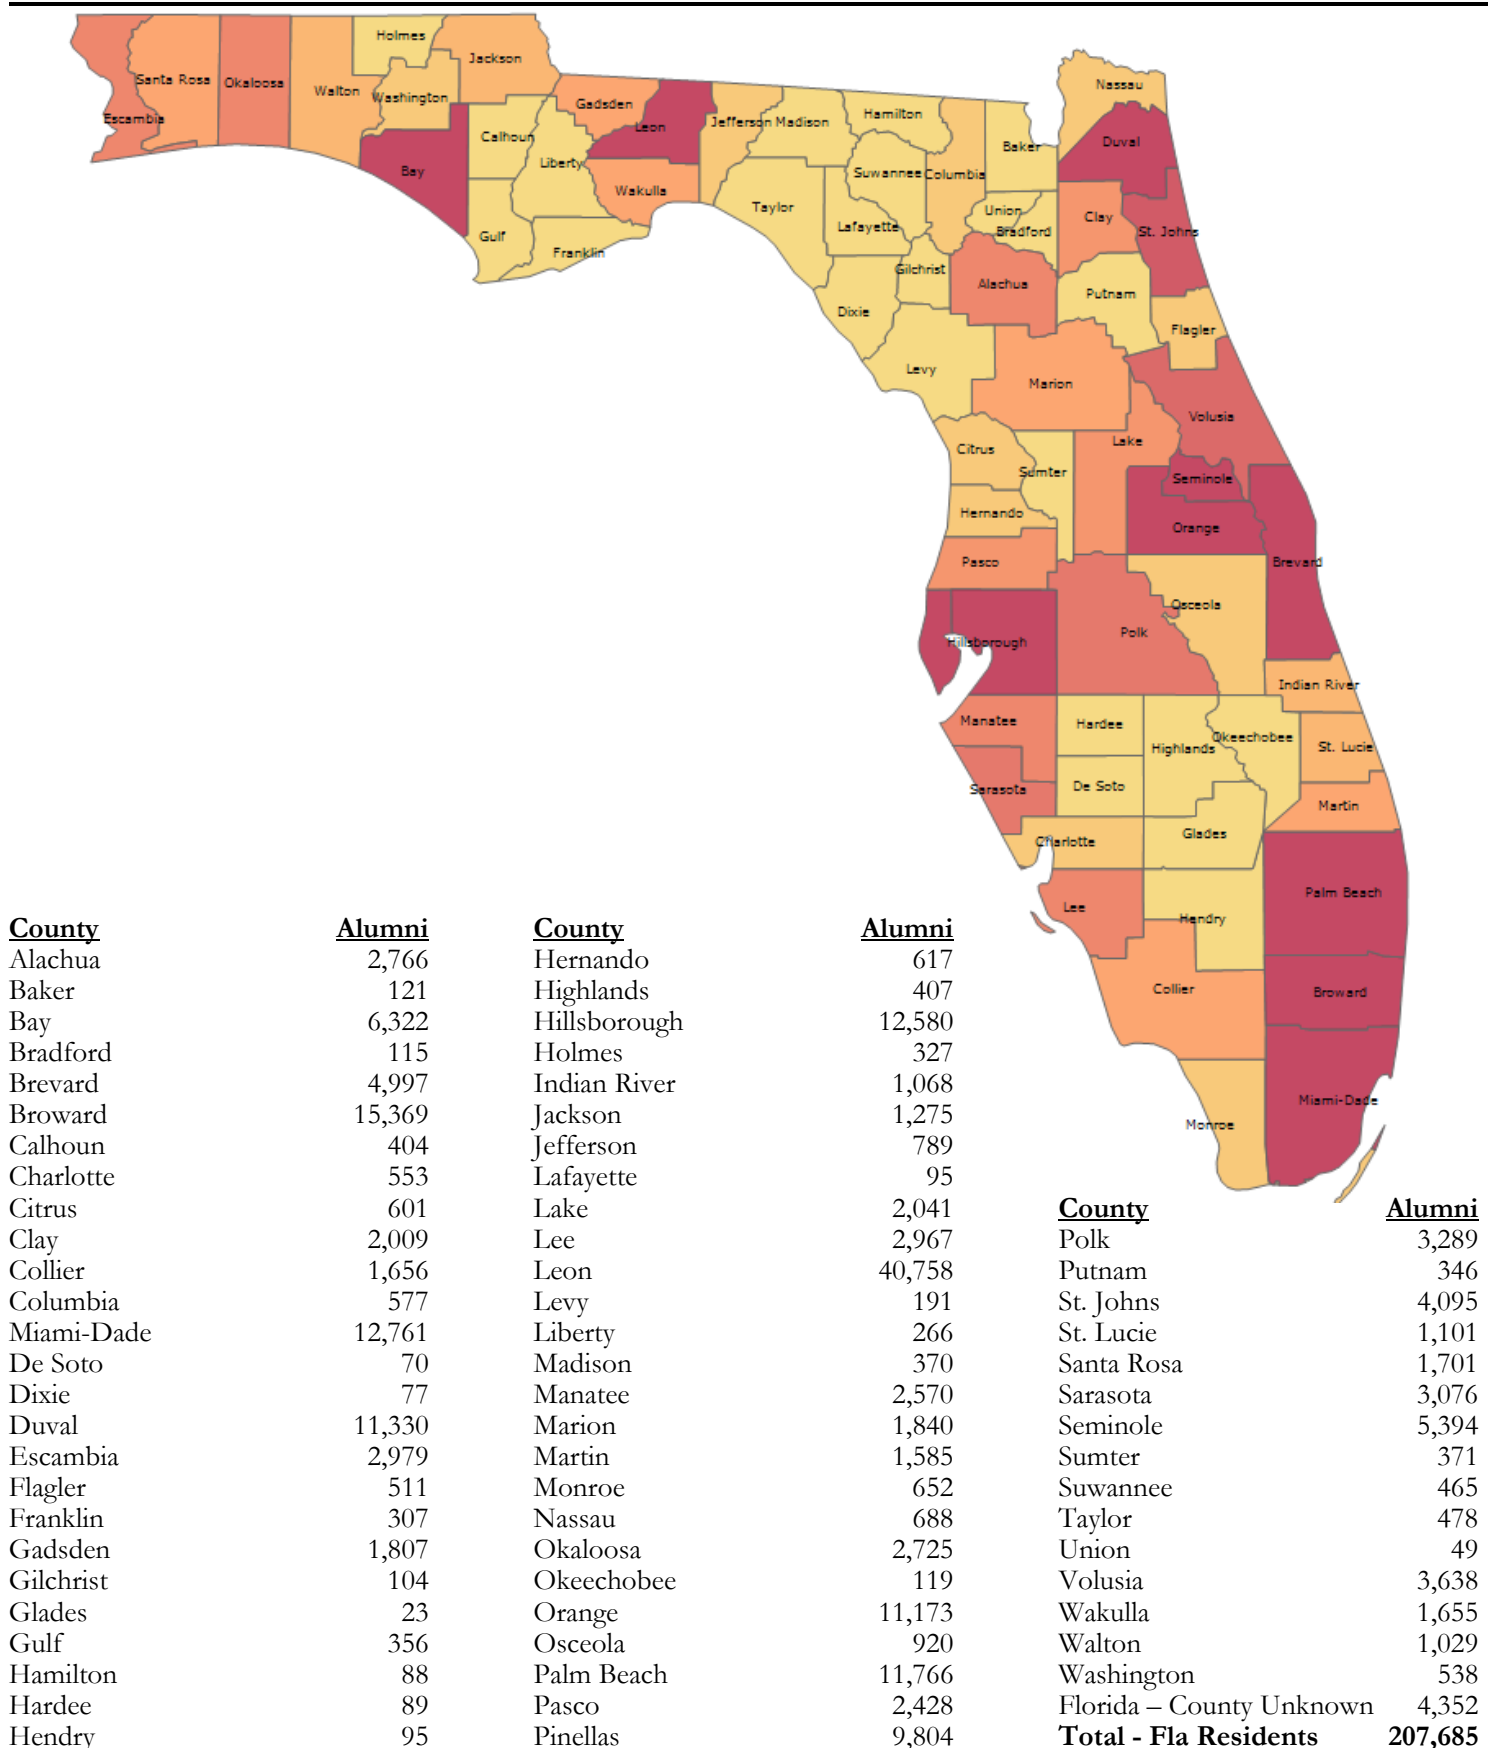 Holmes
Jackson
Santa Rosa
Okaloosa
Walton
Washington
Escambia
Gadsden
Leon
Jefferson
Madison
Hamilton
Nassau
Calhoun
Baker
Duval
Bay
Liberty
Suwannee
Columbia
Wakulla
Taylor
Union
Clay
Lafayette
Bradford
St. Johns
Gulf
Franklin
Gilchrist
Alachua
Putnam
Dixie
Flagler
Levy
Marion
Volusia
Citrus
Lake
Sumter
Seminole
Hernando
Orange
Pasco
Brevard
Osceola
Polk
Hillsborough
Indian River
Manatee
Hardee
Okeechobee
Highlands
St. Lucie
Sarasota
De Soto
Martin
Charlotte
Glades
Palm Beach
Lee
Hendry
Collier
Broward
Miami-Dade
Monroe
County Alumni
Alachua 2,766
Baker 121
Bay 6,322
Bradford 115
Brevard 4,997
Broward 15,369
Calhoun 404
Charlotte 553
Citrus 601
Clay 2,009
Collier 1,656
Columbia 577
Miami-Dade 12,761
De Soto 70
Dixie 77
Duval 11,330
Escambia 2,979
Flagler 511
Franklin 307
Gadsden 1,807
Gilchrist 104
Glades 23
Gulf 356
Hamilton 88
Hardee 89
Hendry 95
County Alumni
Hernando 617
Highlands 407
Hillsborough 12,580
Holmes 327
Indian River 1,068
Jackson 1,275
Jefferson 789
Lafayette 95
Lake 2,041
Lee 2,967
Leon 40,758
Levy 191
Liberty 266
Madison 370
Manatee 2,570
Marion 1,840
Martin 1,585
Monroe 652
Nassau 688
Okaloosa 2,725
Okeechobee 119
Orange 11,173
Osceola 920
Palm Beach 11,766
Pasco 2,428
Pinellas 9,804
County Alumni
Polk 3,289
Putnam 346
St. Johns 4,095
St. Lucie 1,101
Santa Rosa 1,701
Sarasota 3,076
Seminole 5,394
Sumter 371
Suwannee 465
Taylor 478
Union 49
Volusia 3,638
Wakulla 1,655
Walton 1,029
Washington 538
Florida – County Unknown 4,352
Total - Fla Residents 207,685